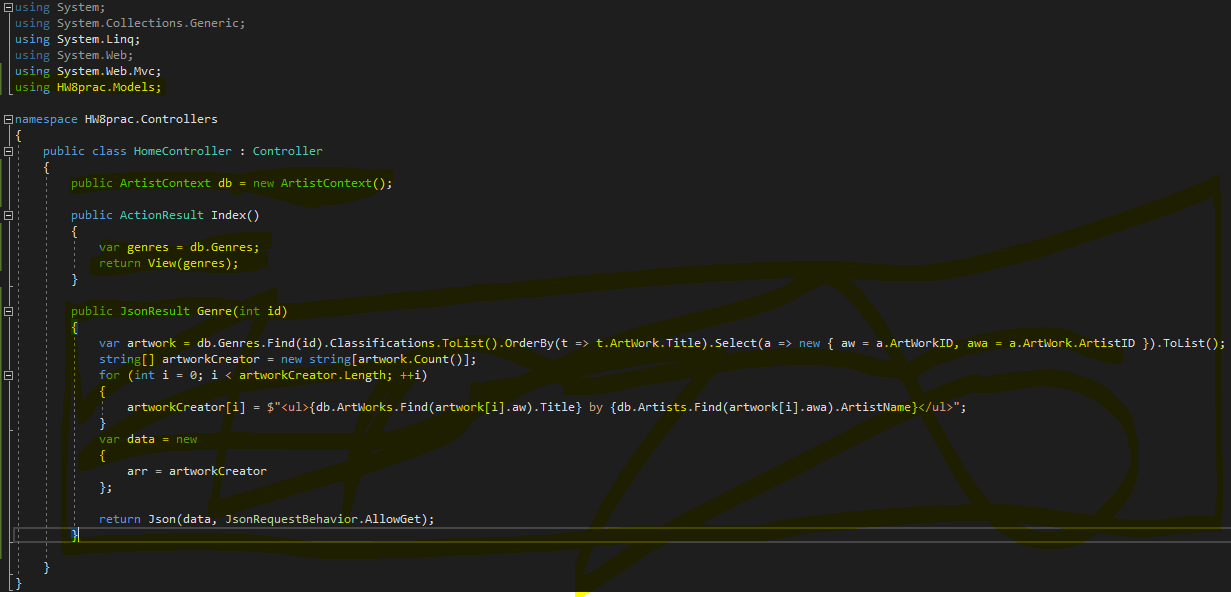 using System;
using System.Collections.Generic;
using System.Linq;
using System.Web;
using System.Web.Mvc;
using HW8prac.Models;
namespace HW8prac.Controllers
{
public class HomeController : Controller
{
public ArtistContext db = new ArtistContext();
public ActionResult Index()
{
var genres = db.Genres;
return View(genres);
}
public JsonResult Genre(int id)
{
var artwork = db.Genres.Find(id).Classifications.ToList().OrderBy(t => t.ArtWork.Title).Select(a => new { aw = a.ArtWorkID, awa = a.ArtWork.ArtistID }).ToList();
string[] artworkCreator = new string[artwork.Count()];
for (int i = 0; i < artworkCreator.Length; ++i)
{
artworkCreator[i] = $"<ul>{db.ArtWorks.Find(artwork[i].aw).Title} by {db.Artists.Find(artwork[i].awa).ArtistName}</ul>";
}
var data = new
{
arr = artworkCreator
};
return Json(data, JsonRequestBehavior.AllowGet);
}
}
}